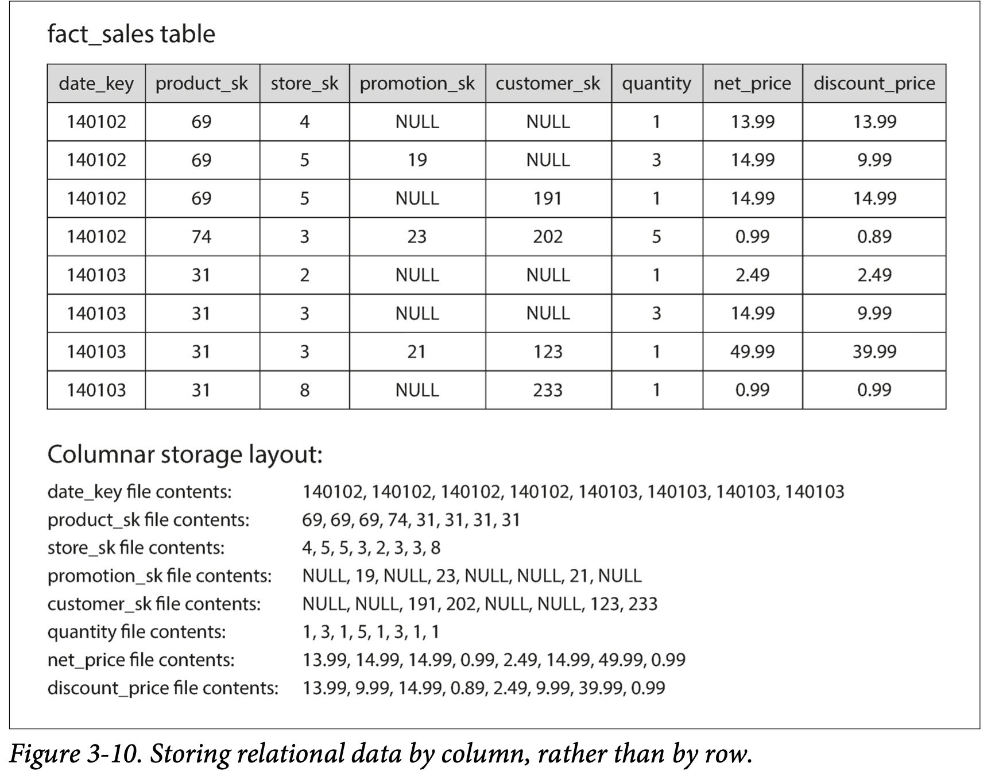 fact_sales table
date_key product_sk store_sk promotion_sk customer_sk quantity net_price discount_price
140102 69 4 NULL NULL 1 13.99 13.99
140102 69 5 19 NULL 3 14.99 9.99
140102 69 5 NULL 191 1 14.99 14.99
140102 74 3 23 202 5 0.99 0.89
140103 31 2 NULL NULL 1 2.49 2.49
140103 31 3 NULL NULL 3 14.99 9.99
140103 31 3 21 123 1 49.99 39.99
140103 31 8 NULL 233 1 0.99 0.99
Columnar storage layout:
date_key file contents: 140102, 140102, 140102, 140102, 140103, 140103, 140103, 140103
product_sk file contents: 69, 69, 69, 74, 31, 31, 31, 31
store_sk file contents: 4, 5, 5, 3, 2, 3, 3, 8
promotion_sk file contents: NULL, 19, NULL, 23, NULL, NULL, 21, NULL
customer_sk file contents: NULL, NULL, 191, 202, NULL, NULL, 123, 233
quantity file contents: 1, 3, 1, 5, 1, 3, 1, 1
net_price file contents: 13.99, 14.99, 14.99, 0.99, 2.49, 14.99, 49.99, 0.99
discount_price file contents: 13.99, 9.99, 14.99, 0.89, 2.49, 9.99, 39.99, 0.99
Figure 3-10. Storing relational data by column, rather than by row.